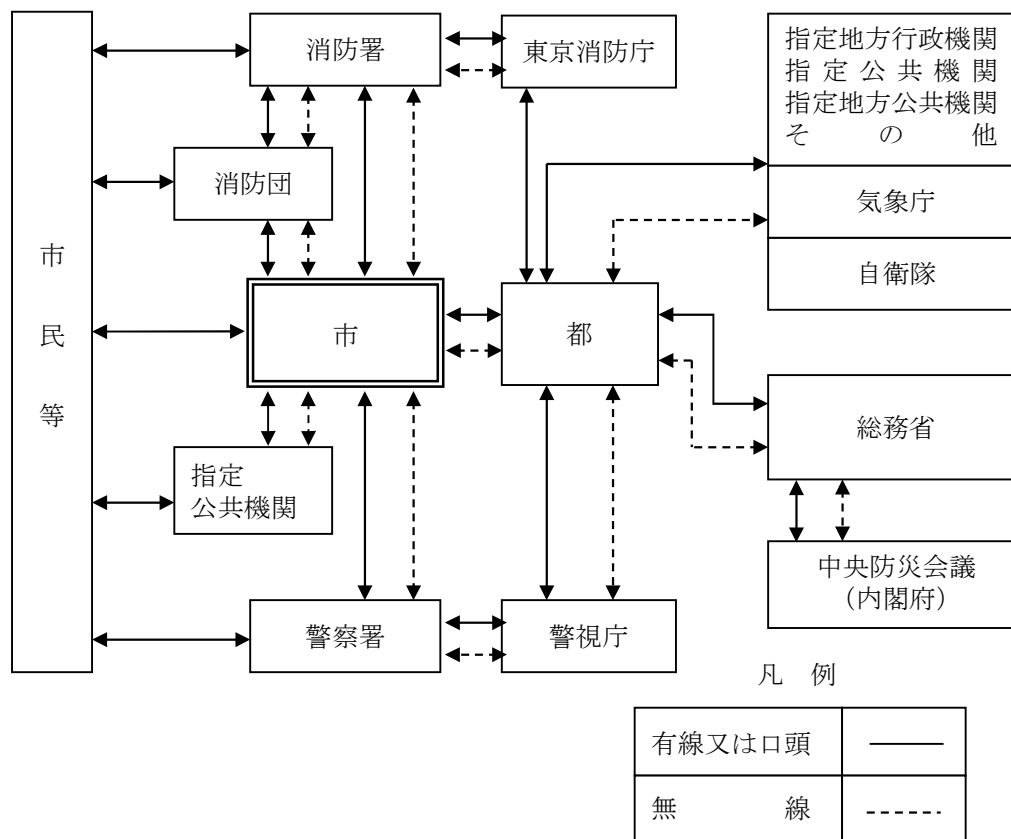 消防署
東京消防庁
指定地方行政機関
指定公共機関
指定地方公共機関
その他
気象庁
自衛隊
消防団
市民等
市
都
総務省
指定
公共機関
中央防災会議
（内閣府）
警察署
警視庁
凡 例
有線又は口頭
無線